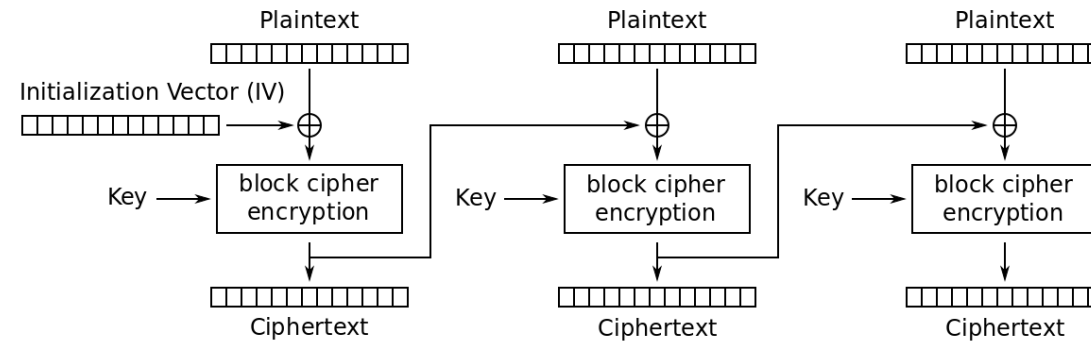 Plaintext
Plaintext
Plaintext
Initialization Vector (IV)
Key
block cipher
encryption
Key
block cipher
encryption
Key
block cipher
encryption
Ciphertext
Ciphertext
Ciphertext